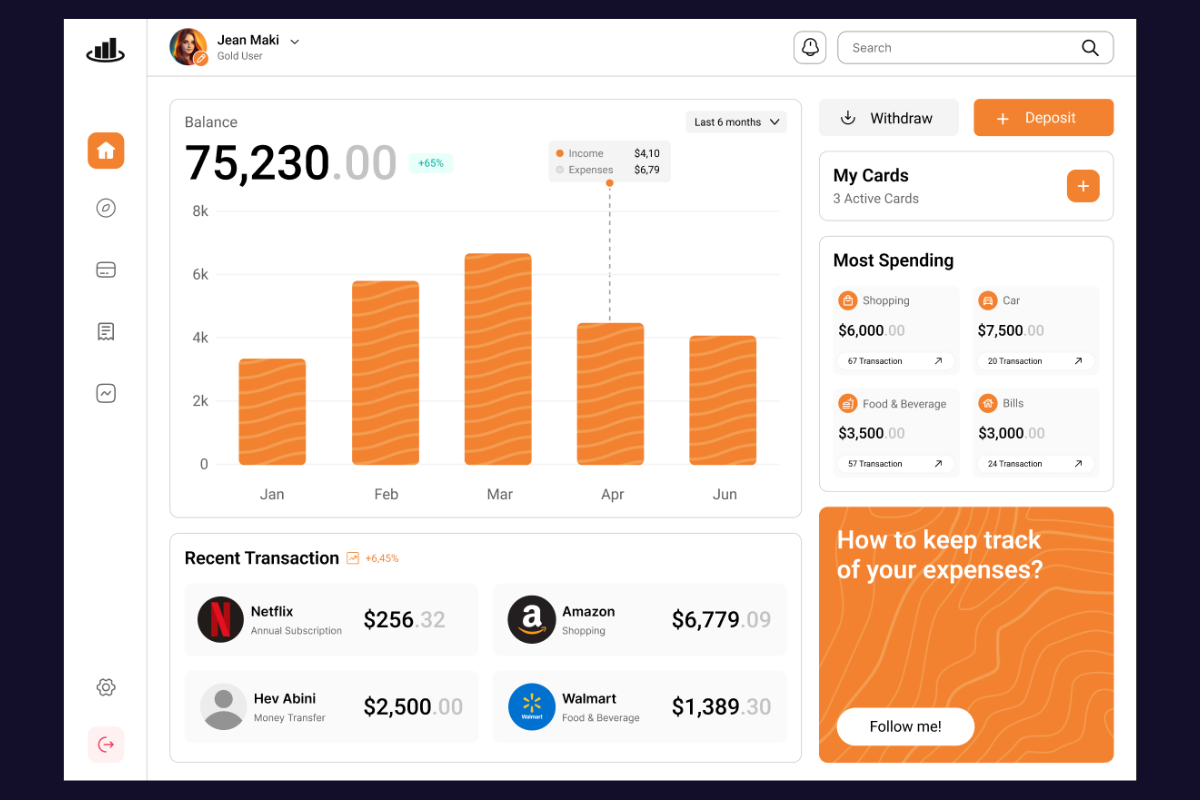 Jean Maki
Gold User
Search
Balance
Last 6 months
75,230.00 +65%
Income $4,10
Expenses $6,79
8k
6k
4k
2k
0
Jan Feb Mar Apr Jun
Withdraw
+ Deposit
My Cards
3 Active Cards
+
Most Spending
Shopping
$6,000.00
67 Transaction
Car
$7,500.00
20 Transaction
Food & Beverage
$3,500.00
57 Transaction
Bills
$3,000.00
24 Transaction
Recent Transaction +6,45%
Netflix
Annual Subscription
$256.32
Amazon
Shopping
$6,779.09
Hev Abini
Money Transfer
$2,500.00
Walmart
Walmart
Food & Beverage
$1,389.30
How to keep track
of your expenses?
Follow me!